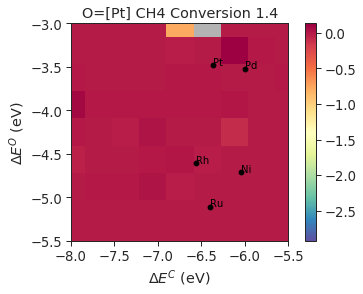 O=[Pt] CH4 Conversion 1.4
−3.0
−3.5
−4.0
−4.5
−5.0
−5.5
ΔE^O (eV)
Pt
Pd
Rh
Ni
Ru
−8.0 −7.5 −7.0 −6.5 −6.0 −5.5
ΔE^C (eV)
0.0
−0.5
−1.0
−1.5
−2.0
−2.5